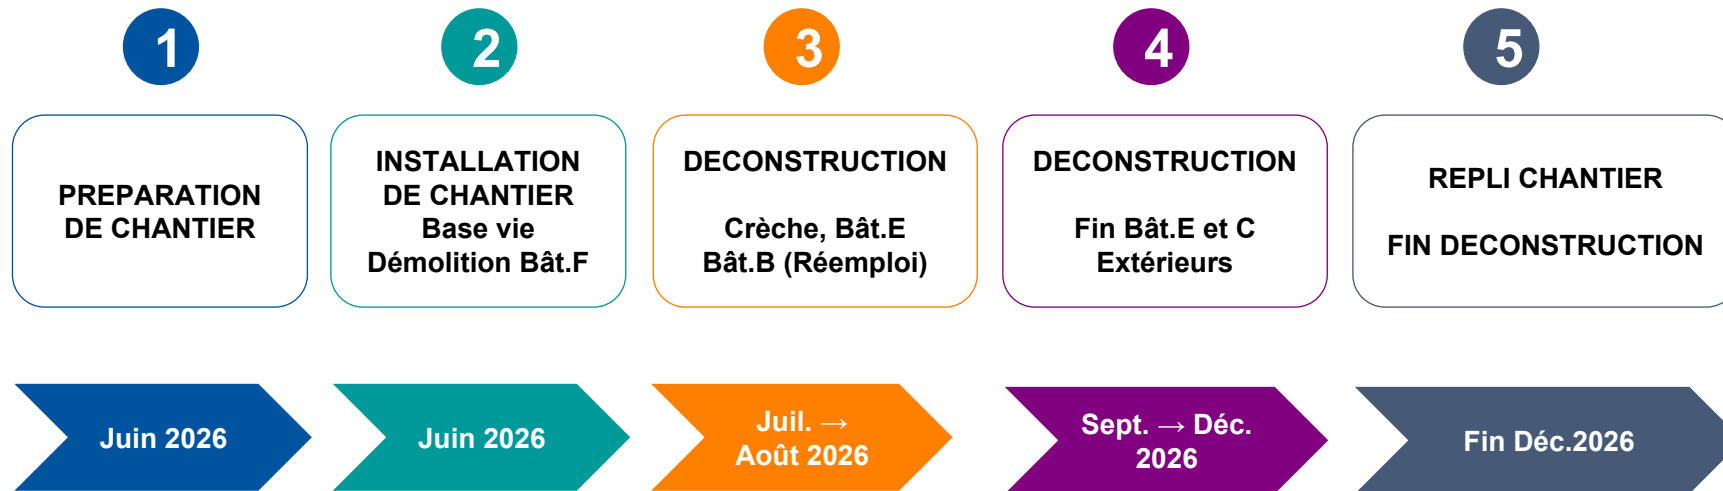 1
2
3
4
5
PREPARATION
DE CHANTIER
INSTALLATION
DE CHANTIER
Base vie
Démolition Bât.F
DECONSTRUCTION
Crèche, Bât.E
Bât.B (Réemploi)
DECONSTRUCTION
Fin Bât.E et C
Extérieurs
REPLI CHANTIER
FIN DECONSTRUCTION
Juin 2026
Juin 2026
Juil. →
Août 2026
Sept. → Déc.
2026
Fin Déc.2026